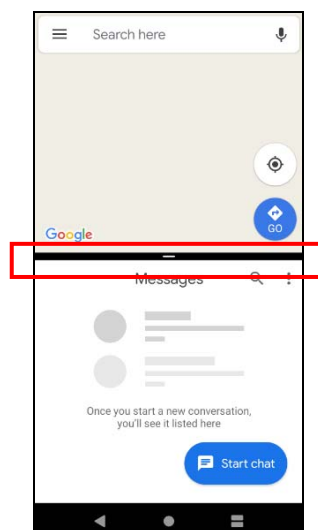 Search here
GO
Google
Messages
Once you start a new conversation,
you'll see it listed here
Start chat